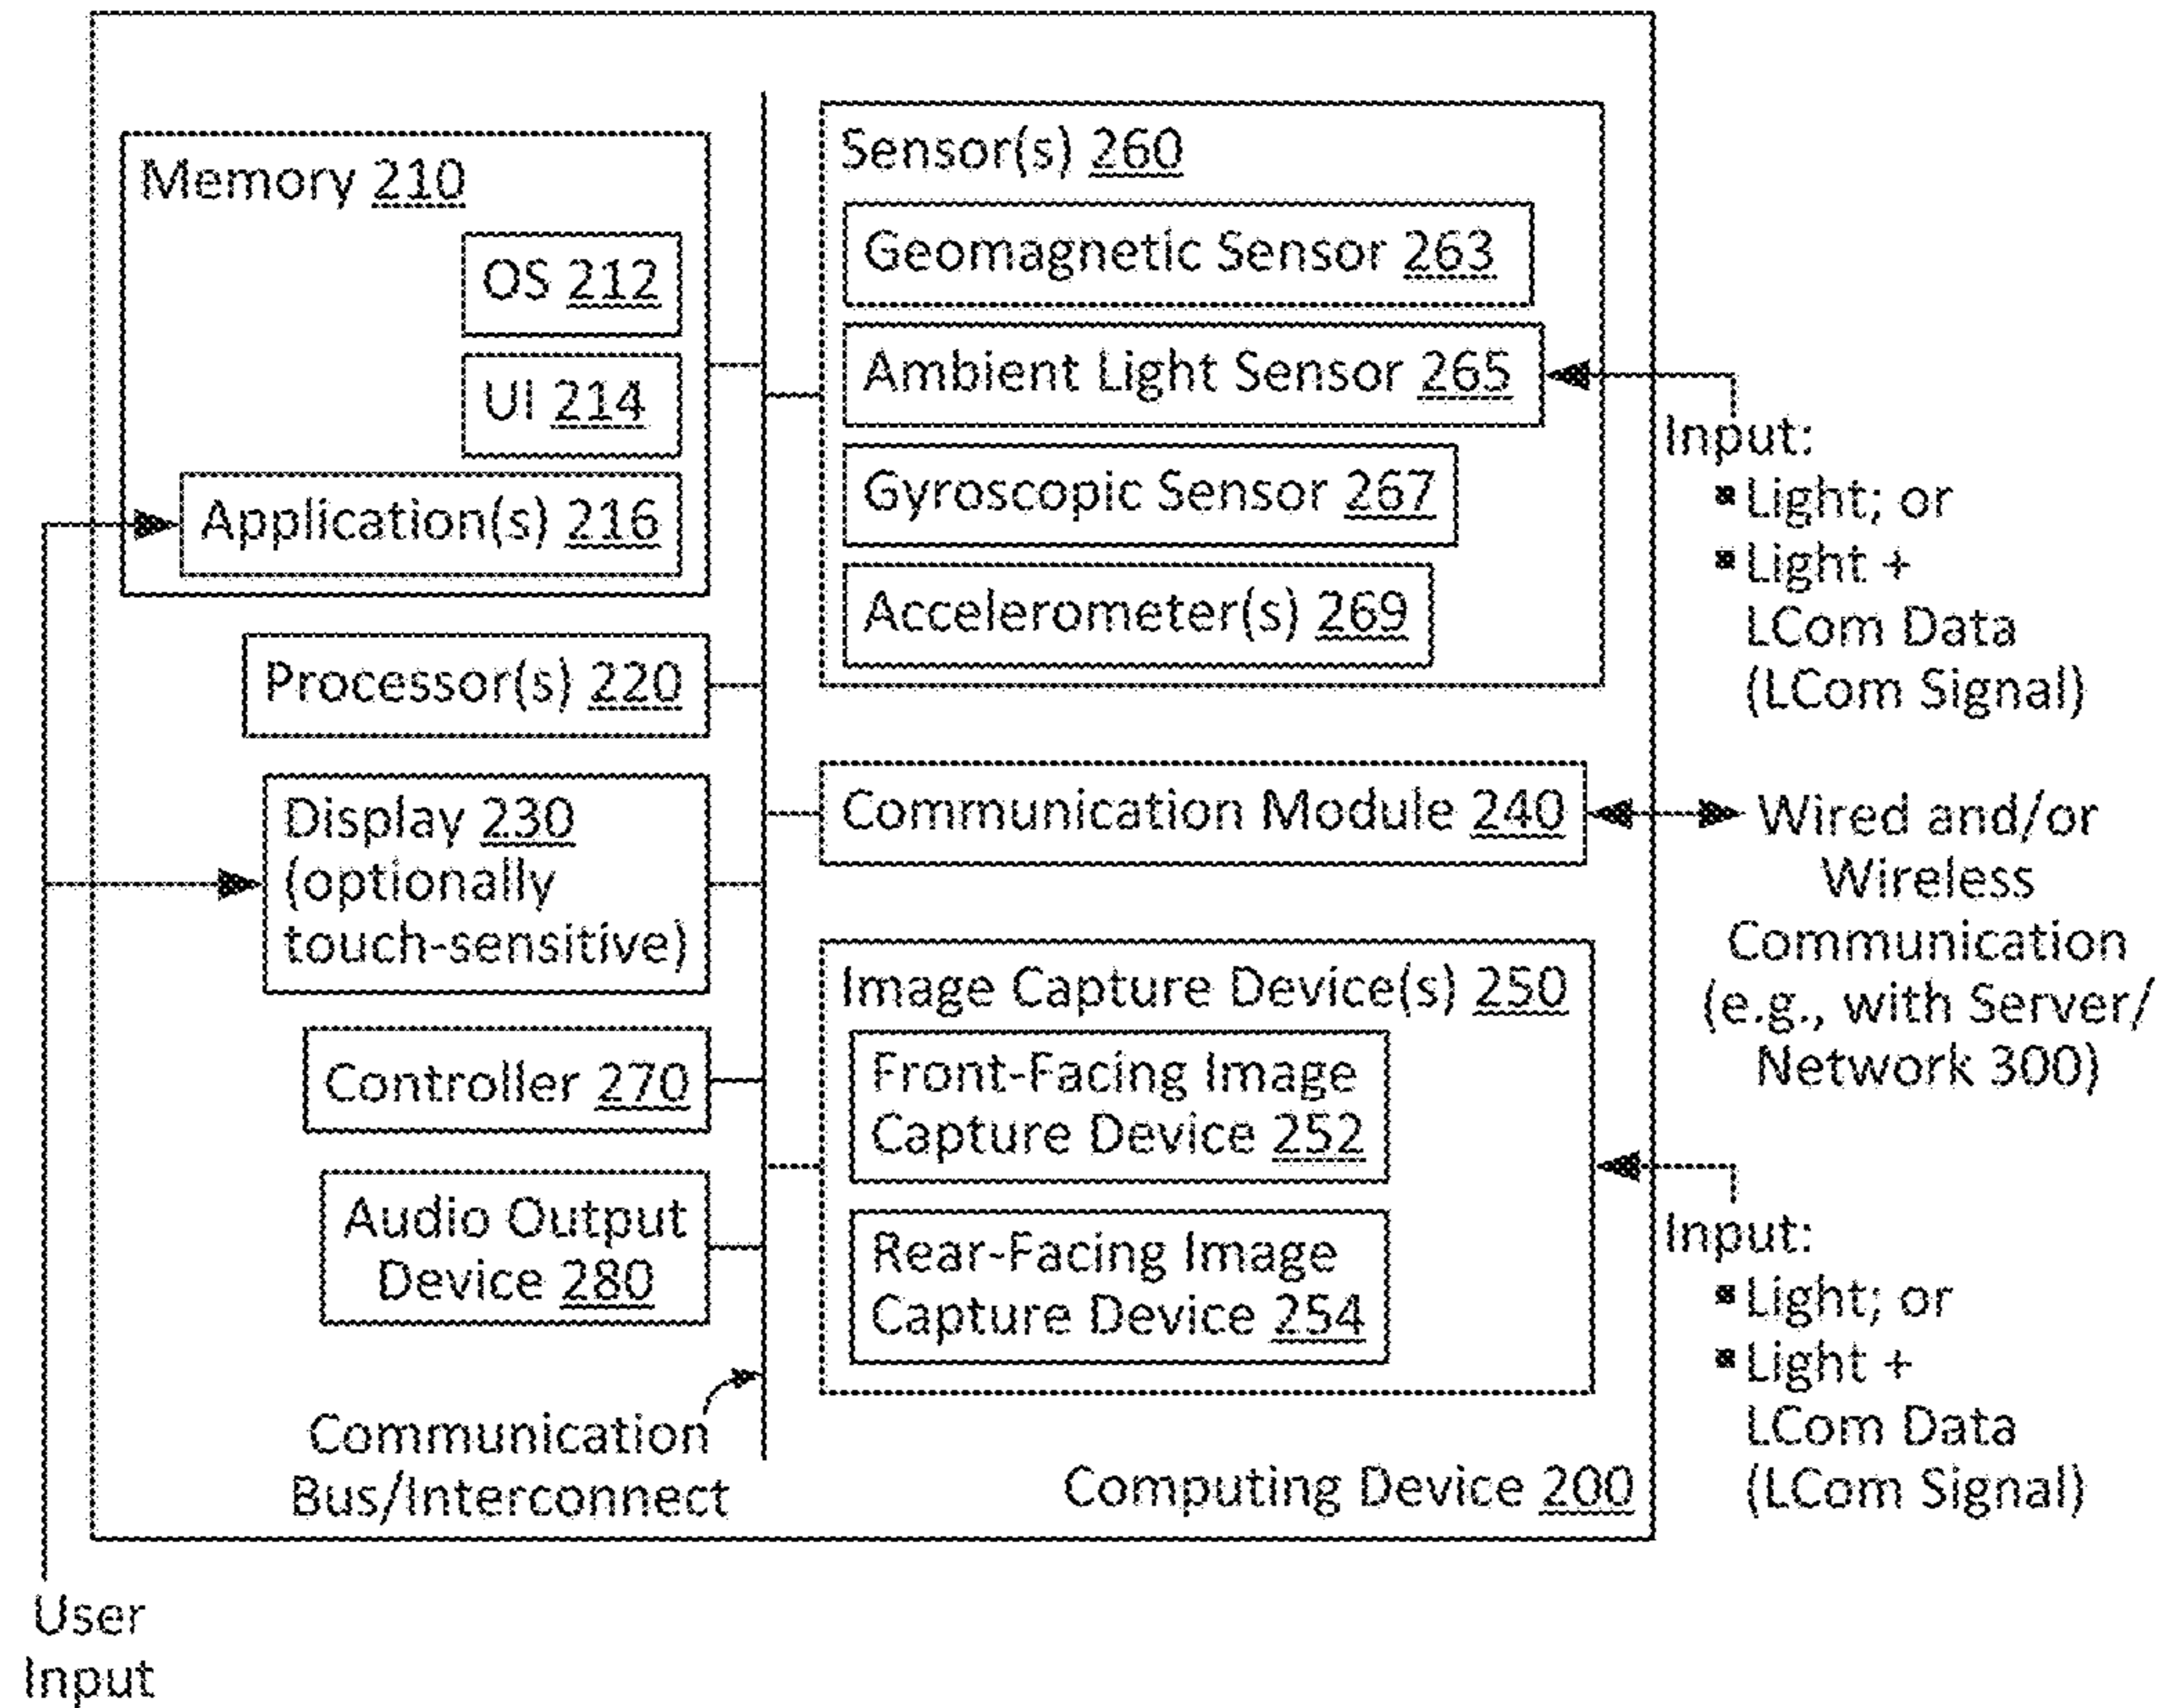 Memory 210
OS 212
UI 214
Application(s) 216
Processor(s) 220
Display 230
(optionally
touch-sensitive)
Controller 270
Audio Output
Device 280
Communication
Bus/Interconnect
Sensor(s) 260
Geomagnetic Sensor 263
Ambient Light Sensor 265
Gyroscopic Sensor 267
Accelerometer(s) 269
Communication Module 240
Image Capture Device(s) 250
Front-Facing Image
Capture Device 252
Rear-Facing Image
Capture Device 254
Computing Device 200
Input:
▪ Light; or
▪ Light +
LCom Data
(LCom Signal)
Wired and/or
Wireless
Communication
(e.g., with Server/
Network 300)
Input:
▪ Light; or
▪ Light +
LCom Data
(LCom Signal)
User
Input